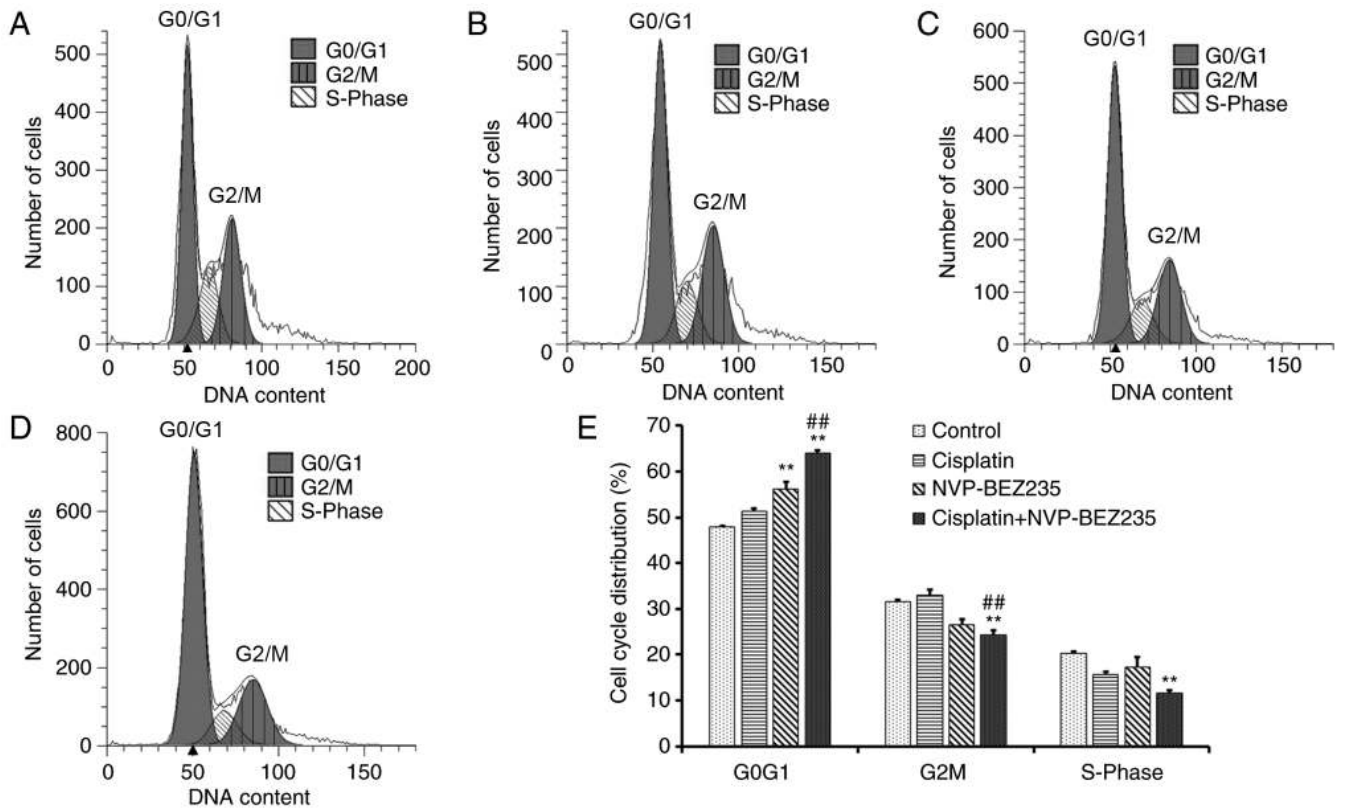 A
G0/G1
G0/G1
G2/M
S-Phase
G2/M
Number of cells
500
400
300
200
100
0
0 50 100 150 200
DNA content
B
G0/G1
G0/G1
G2/M
S-Phase
G2/M
Number of cells
500
400
300
200
100
0
0 50 100 150
DNA content
C
G0/G1
G0/G1
G2/M
S-Phase
G2/M
Number of cells
600
500
400
300
200
100
0
0 50 100 150
DNA content
D
G0/G1
G0/G1
G2/M
S-Phase
G2/M
Number of cells
800
600
400
200
0
0 50 100 150
DNA content
E
Cell cycle distribution (%)
70
60
50
40
30
20
10
0
**
##
**
##
**
**
Control
Cisplatin
NVP-BEZ235
Cisplatin+NVP-BEZ235
G0G1 G2M S-Phase